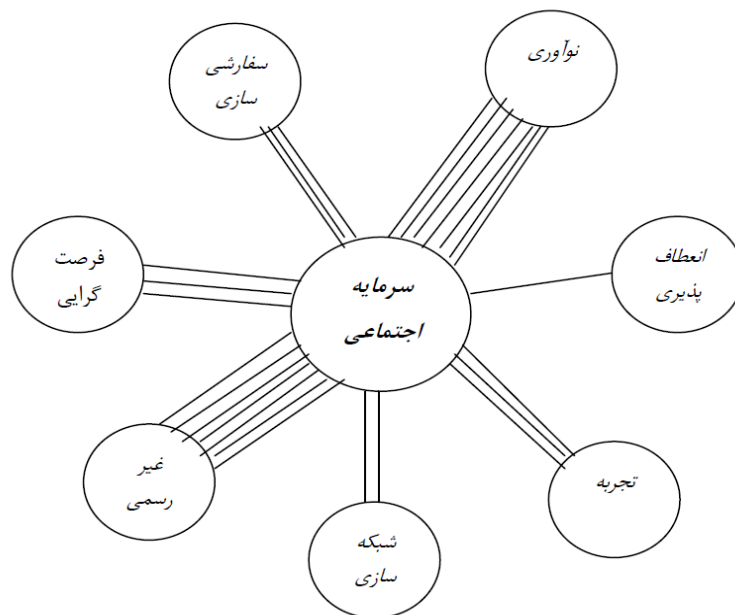 نوآوری
سفارشی
سازی
انعطاف
پذیری
فرصت
گرایی
سرمایه
اجتماعی
غیر
رسمی
تجربه
شبکه
سازی